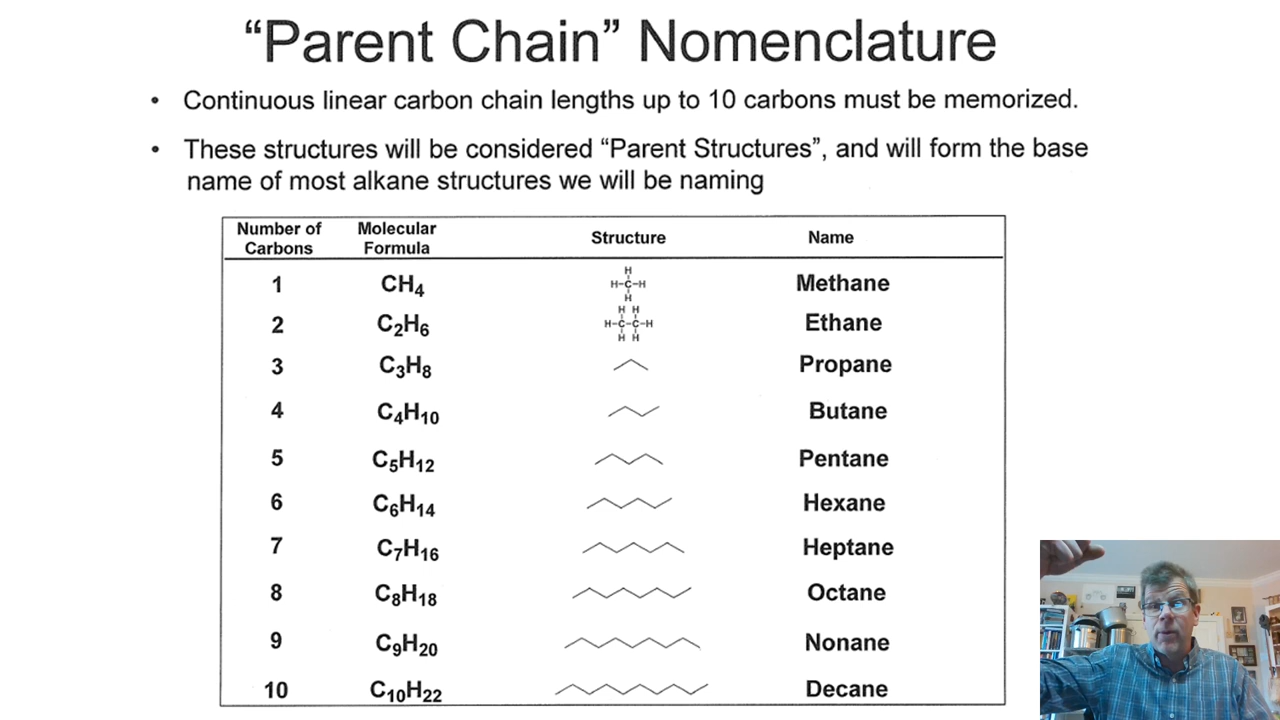 “Parent Chain” Nomenclature
• Continuous linear carbon chain lengths up to 10 carbons must be memorized.
• These structures will be considered “Parent Structures”, and will form the base
name of most alkane structures we will be naming
Number of Carbons Molecular Formula Structure Name
1 CH₄ Methane
H
H-C-H
H
2 C₂H₆ Ethane
H H
H-C-C-H
H H
3 C₃H₈ Propane
4 C₄H₁₀ Butane
5 C₅H₁₂ Pentane
6 C₆H₁₄ Hexane
7 C₇H₁₆ Heptane
8 C₈H₁₈ Octane
9 C₉H₂₀ Nonane
10 C₁₀H₂₂ Decane